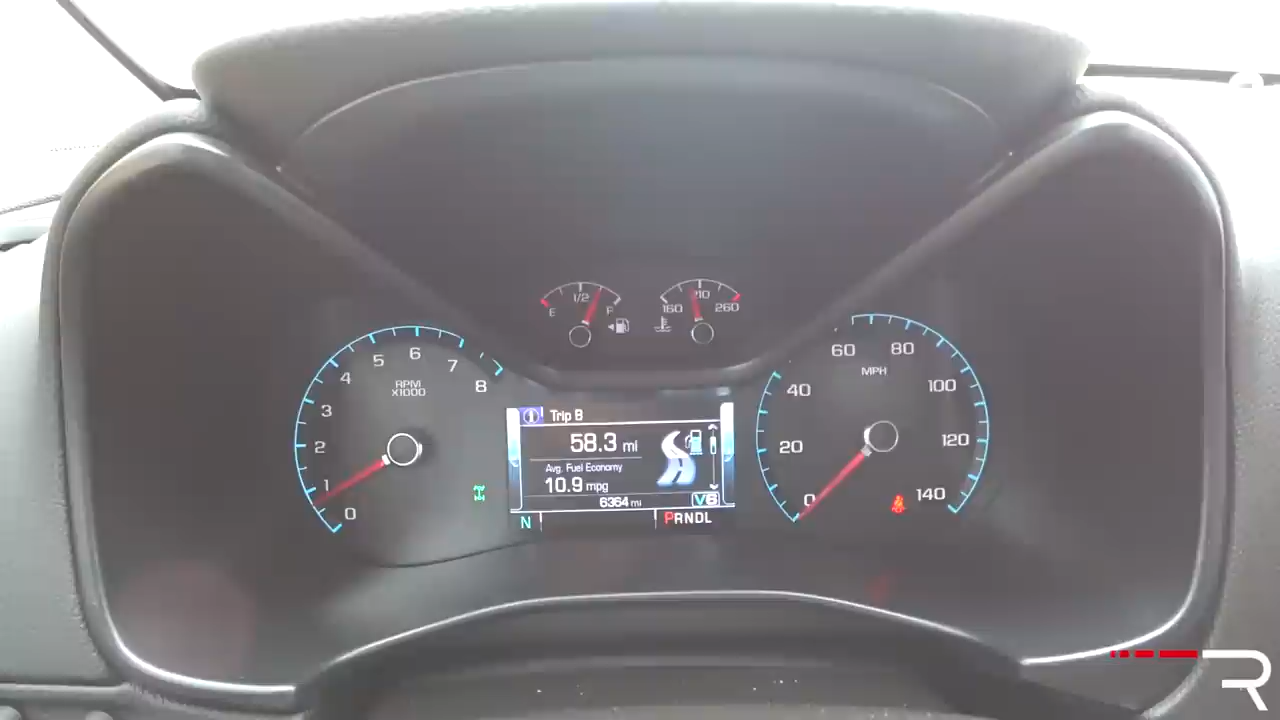 1/2
E F
160 210 260
0 1 2 3 4 5 6 7 8
RPM
X1000
Trip B
58.3 mi
Avg. Fuel Economy
10.9 mpg
6364 mi
V8
N
PRNDL
0 20 40 60 80 100 120 140
MPH
R